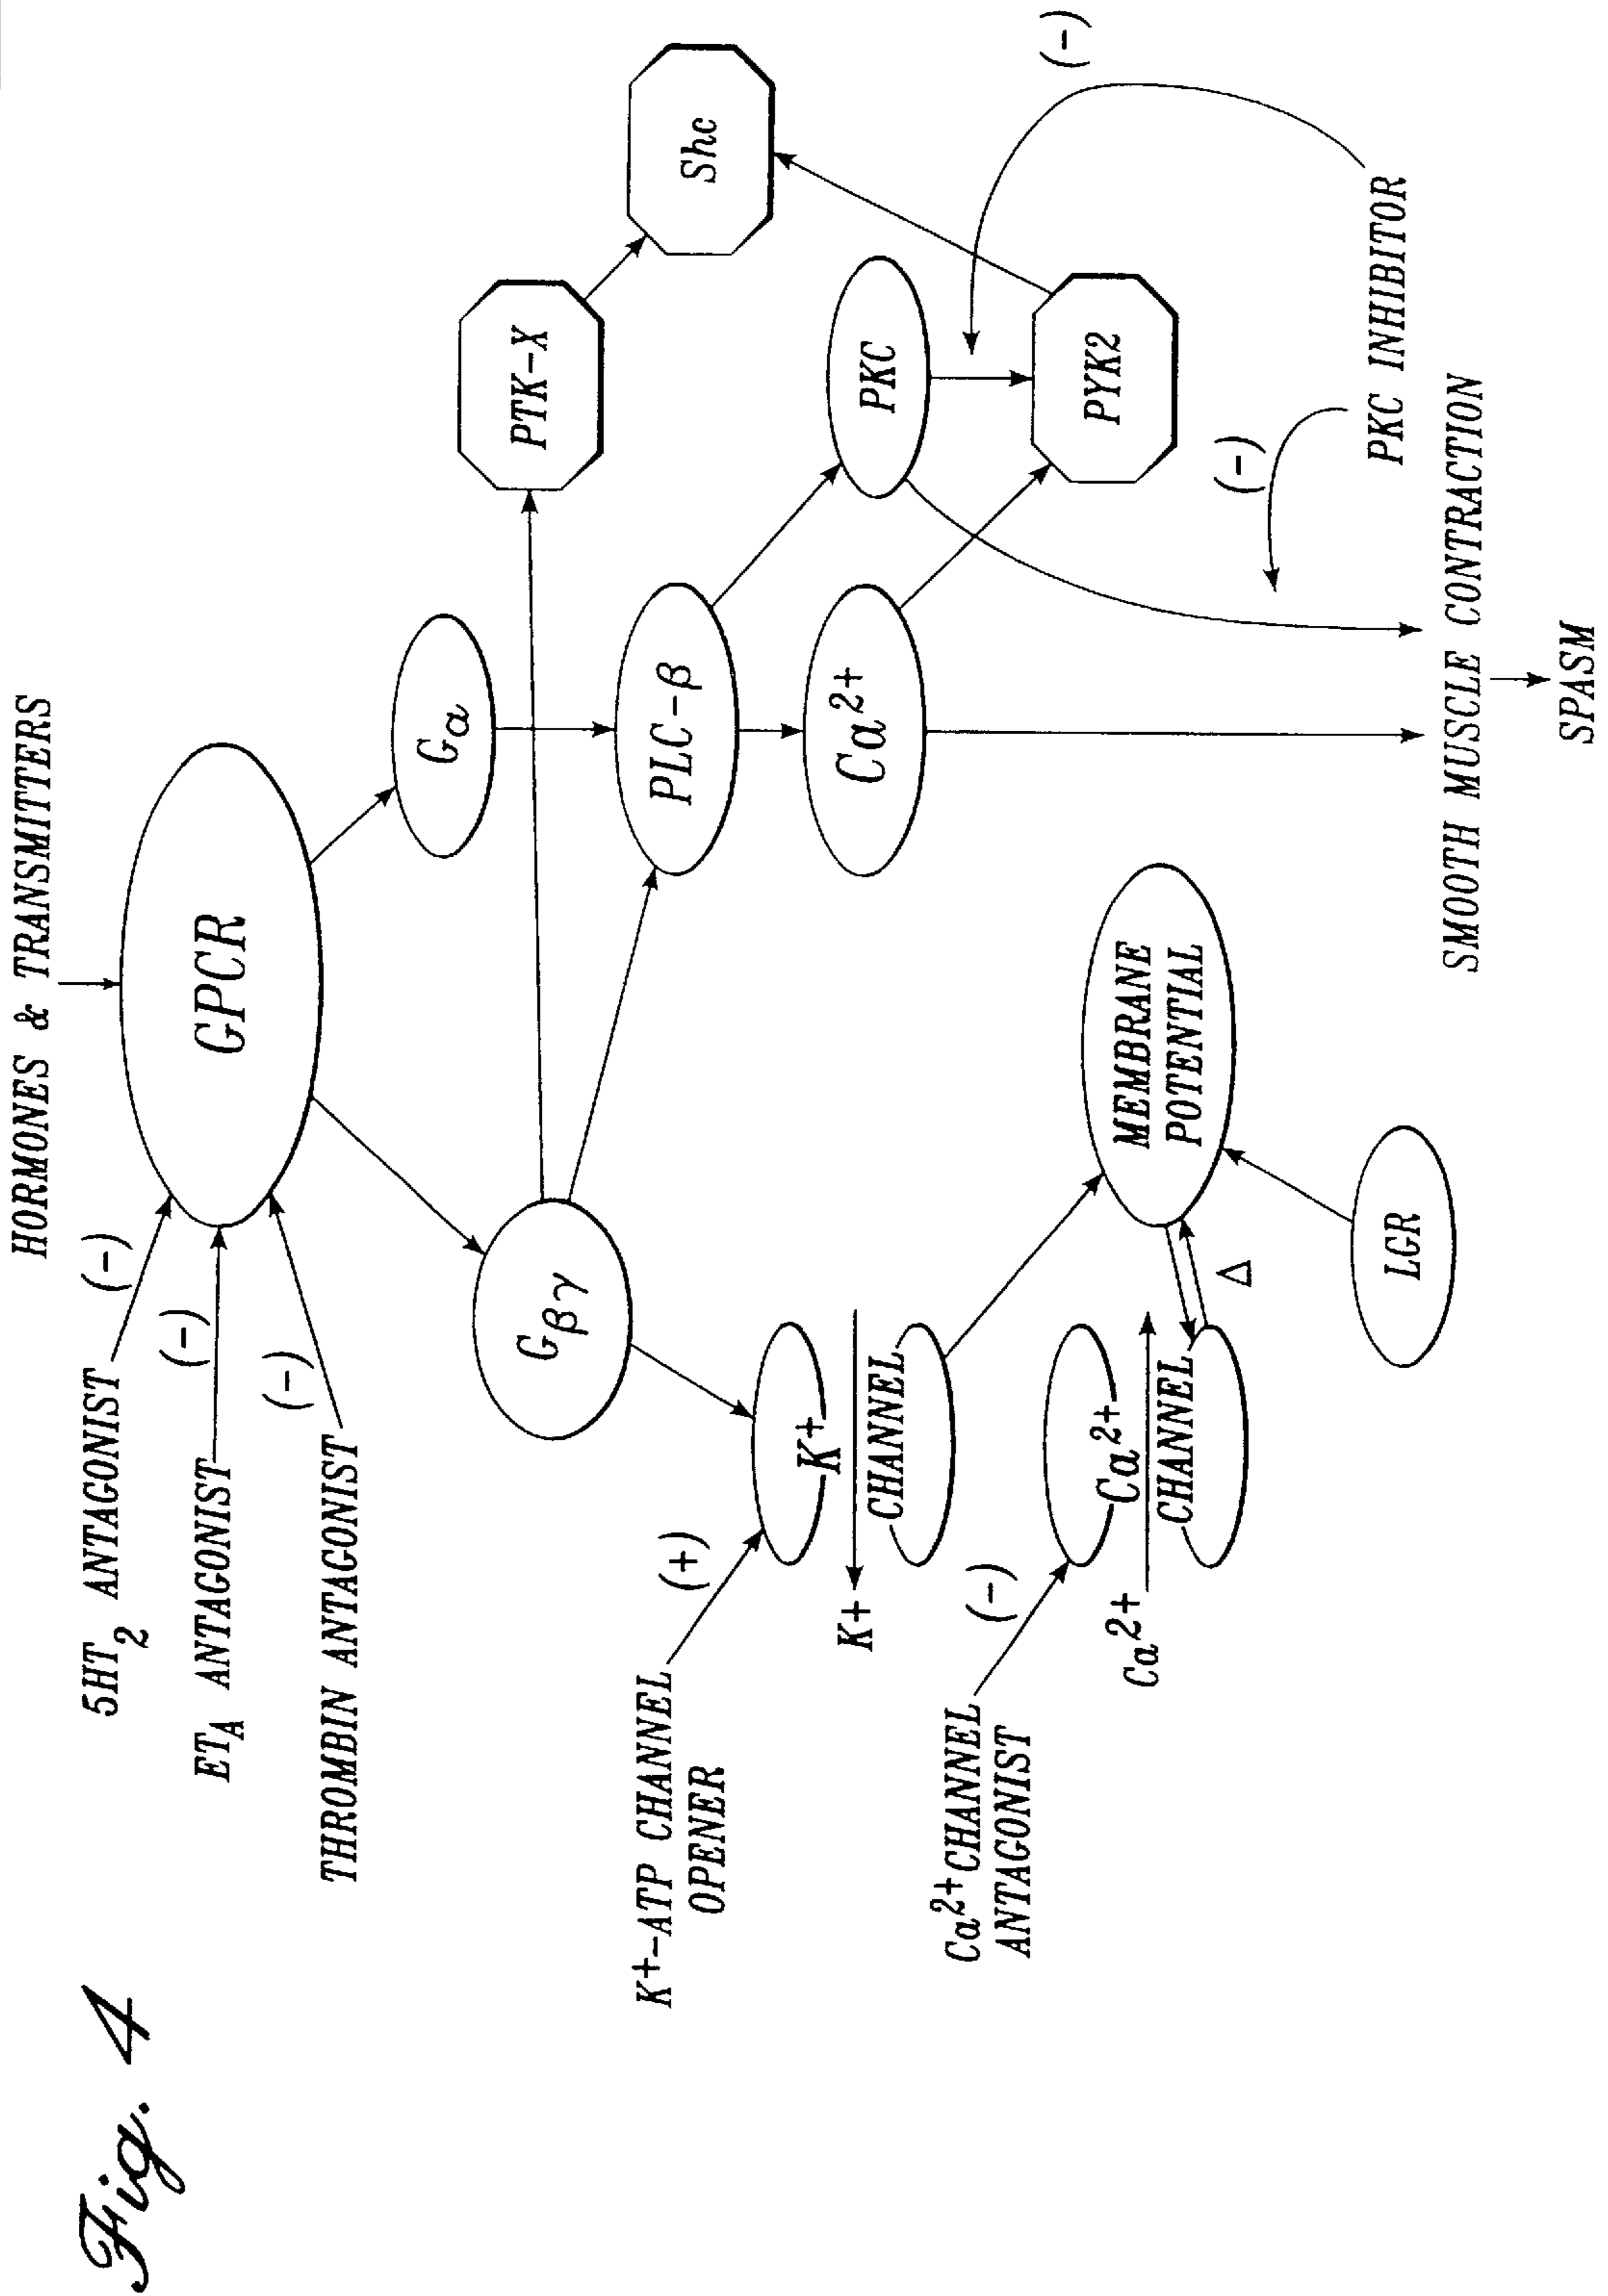 Fig. 4
HORMONES & TRANSMITTERS
5HT2 ANTAGONIST
(-)
ETA ANTAGONIST
(-)
THROMBIN ANTAGONIST
(-)
GPCR
Gα
Gβγ
PTK-X
Shc
K+-ATP CHANNEL
OPENER
(+)
K+
CHANNEL
K+
PLC-β
PKC
Ca2+
PYK2
(-)
Ca2+CHANNEL
ANTAGONIST
(-)
Ca2+
Ca2+
CHANNEL
Δ
MEMBRANE
POTENTIAL
LGR
(-)
PKC INHIBITOR
SMOOTH MUSCLE CONTRACTION
SPASM